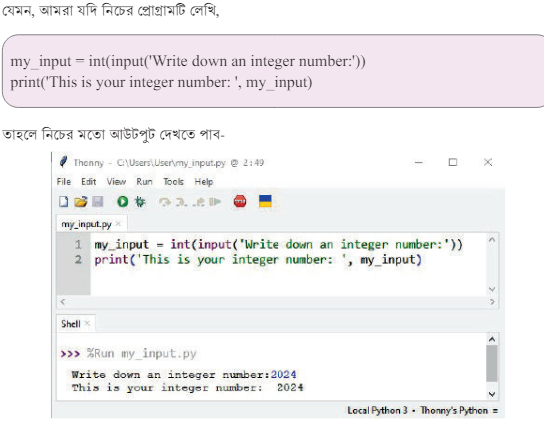 যেমন, আমরা যদি নিচের প্রোগ্রামটি লেখি,
my_input = int(input('Write down an integer number:'))
print('This is your integer number: ', my_input)
তাহলে নিচের মতো আউটপুট দেখতে পাব-
Thonny - C:\Users\User\my_input.py @ 2:49
File Edit View Run Tools Help
my_input.py ×
1 my_input = int(input('Write down an integer number:'))
2 print('This is your integer number: ', my_input)
Shell ×
>>> %Run my_input.py
Write down an integer number:2024
This is your integer number:  2024
Local Python 3 • Thonny's Python ≡